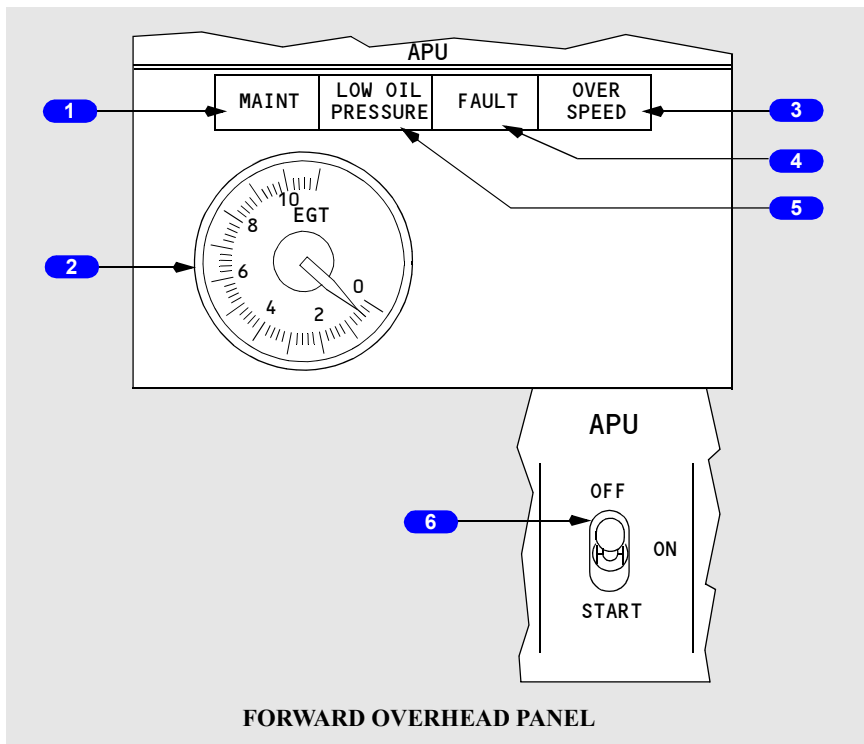 APU
MAINT
LOW OIL
PRESSURE
FAULT
OVER
SPEED
1
3
4
5
2
10
8
EGT
6
0
4
2
APU
OFF
6
ON
START
FORWARD OVERHEAD PANEL